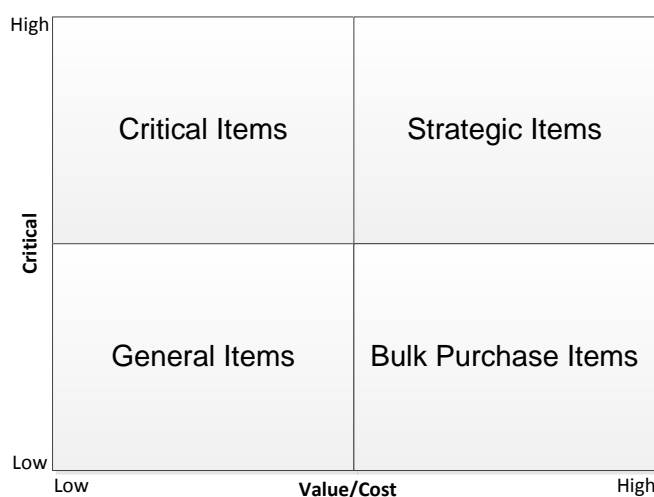 High
Critical Items
Strategic Items
Critical
General Items
Bulk Purchase Items
Low
Low
Value/Cost
High